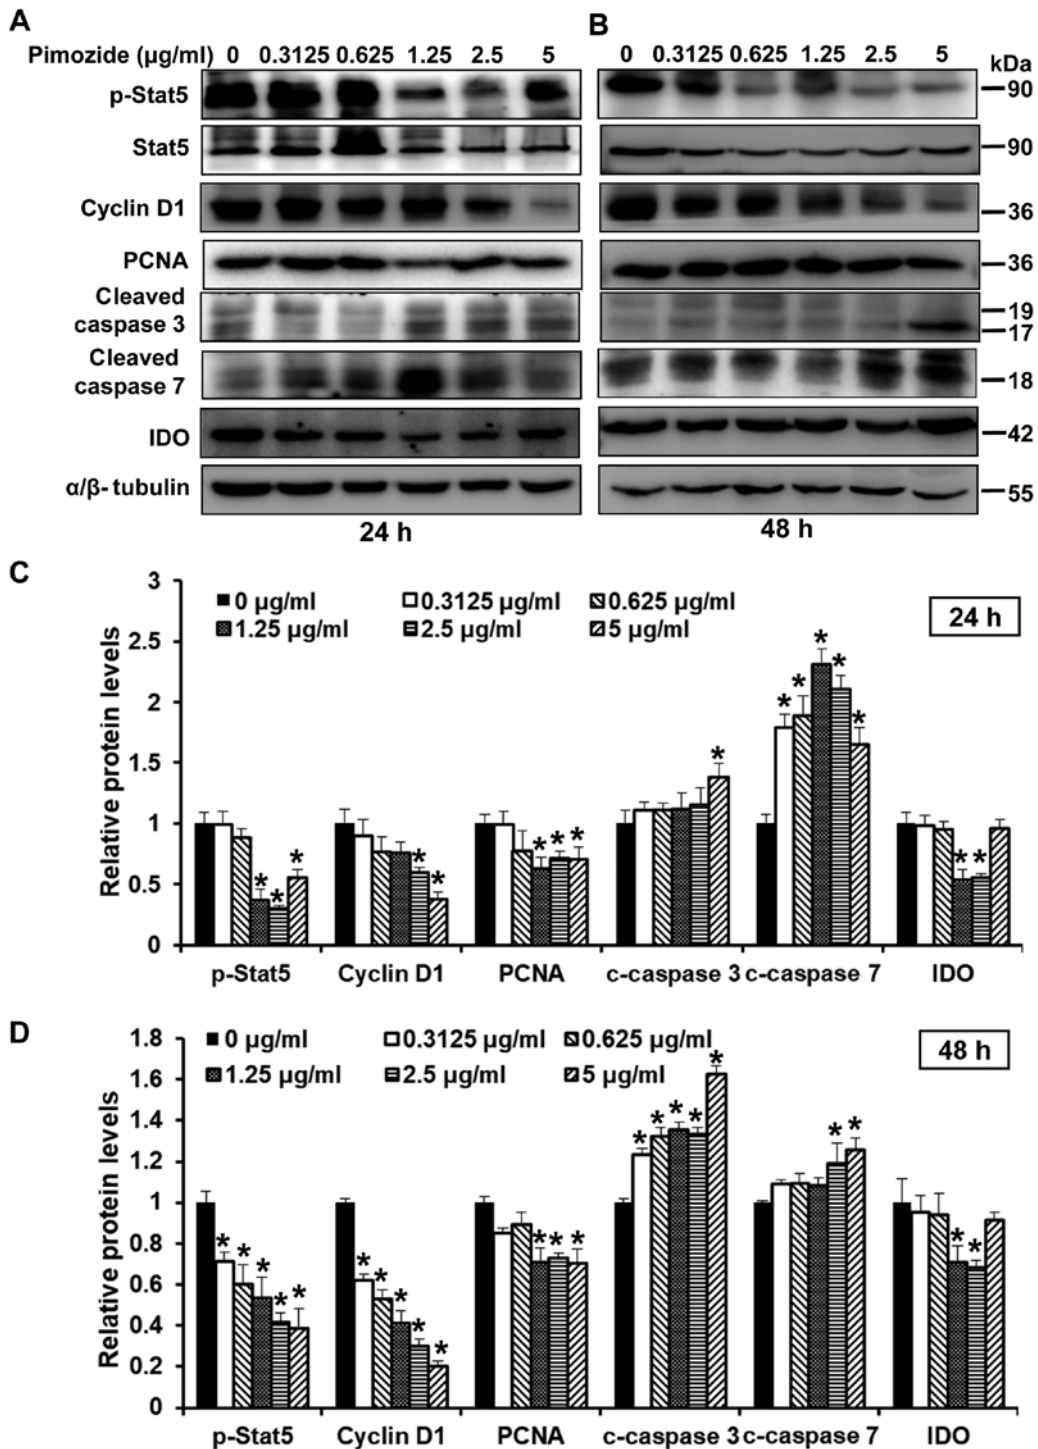 A
B
Pimozide (µg/ml) 0 0.3125 0.625 1.25 2.5 5 0 0.3125 0.625 1.25 2.5 5 kDa
p-Stat5 90
Stat5 90
Cyclin D1 36
PCNA 36
Cleaved
caspase 3 19
17
Cleaved
caspase 7 18
IDO 42
α/β- tubulin 55
24 h 48 h
C
Relative protein levels
3
2.5
2
1.5
1
0.5
0
0 µg/ml 0.3125 µg/ml 0.625 µg/ml
1.25 µg/ml 2.5 µg/ml 5 µg/ml
24 h
* * * * * * * * * * * * * * * *
p-Stat5 Cyclin D1 PCNA c-caspase 3 c-caspase 7 IDO
D
Relative protein levels
1.8
1.6
1.4
1.2
1
0.8
0.6
0.4
0.2
0
0 µg/ml 0.3125 µg/ml 0.625 µg/ml
1.25 µg/ml 2.5 µg/ml 5 µg/ml
48 h
* * * * * * * * * * * * * * * * * * * * * *
p-Stat5 Cyclin D1 PCNA c-caspase 3 c-caspase 7 IDO